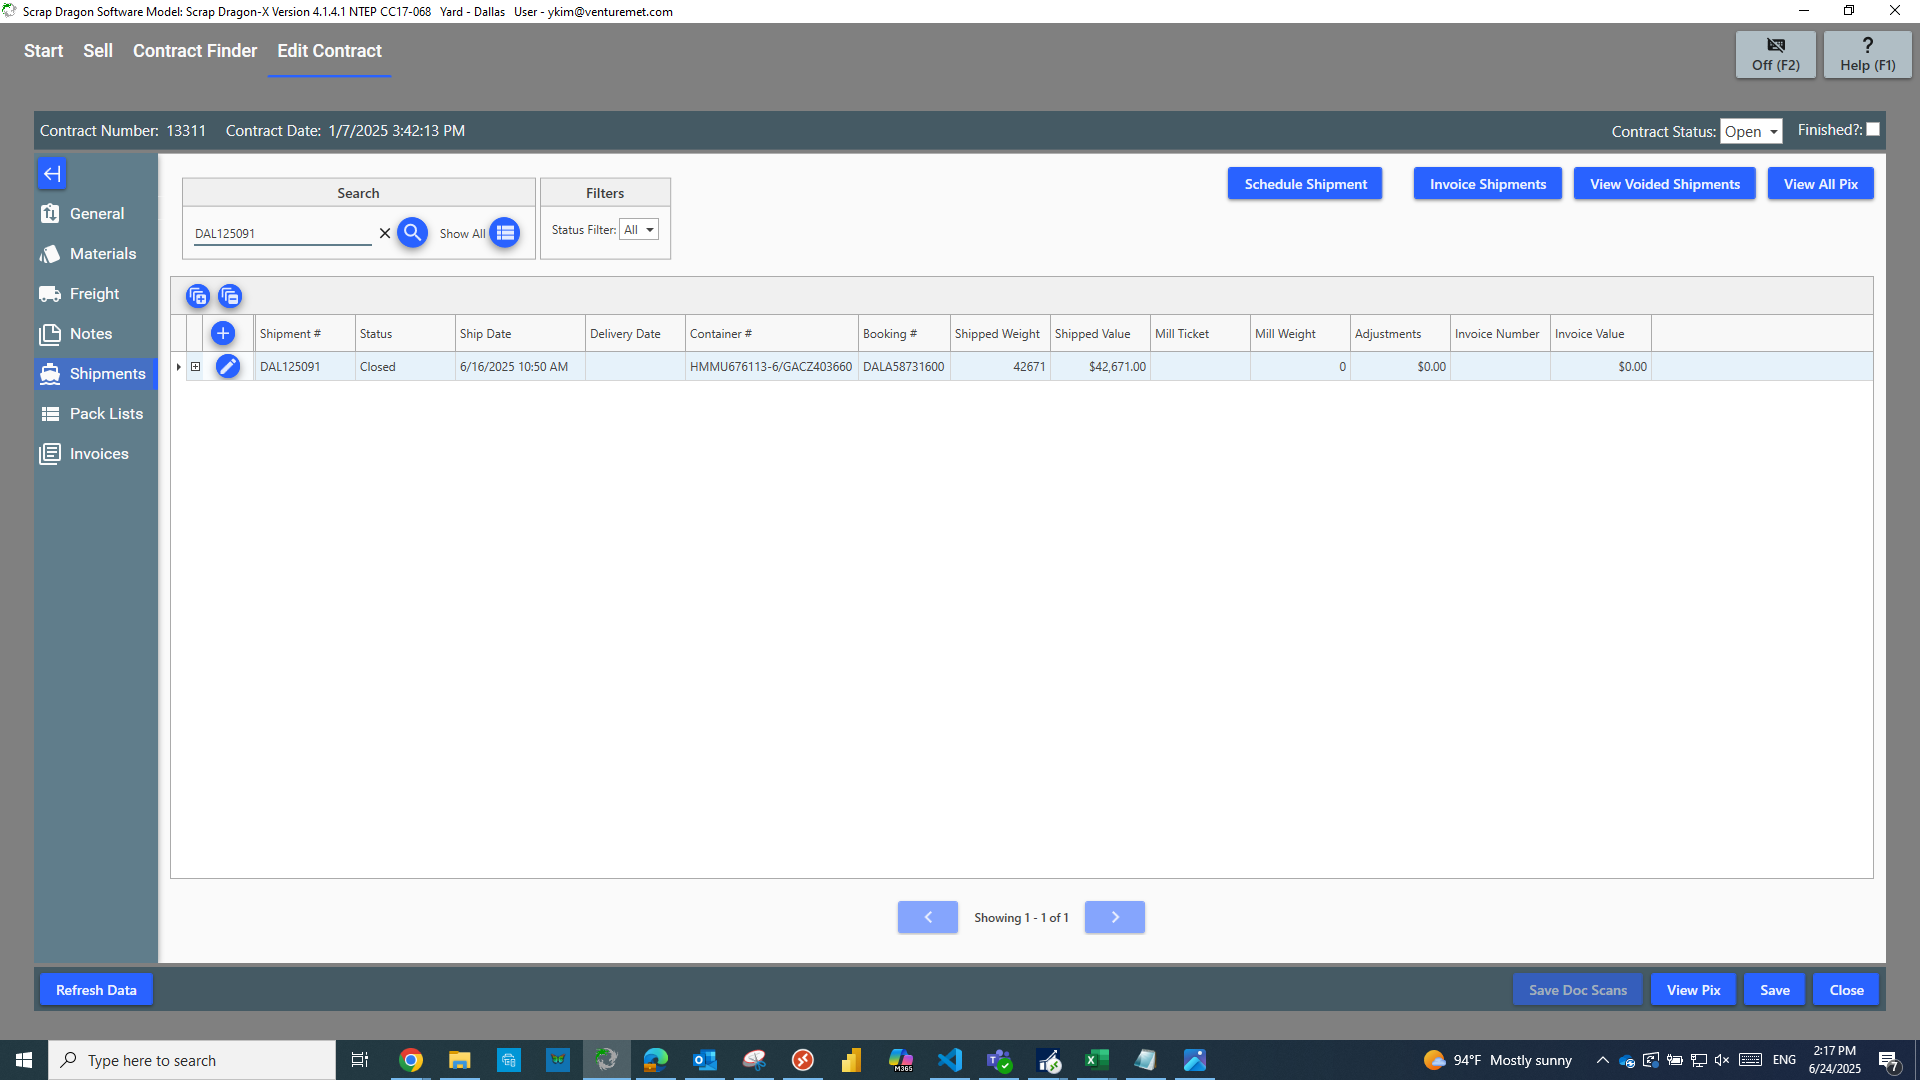 Scrap Dragon Software Model: Scrap Dragon-X Version 4.1.4.1 NTEP CC17-068   Yard - Dallas   User - ykim@venturemet.com
Start   Sell   Contract Finder   Edit Contract
Off (F2)
?
Help (F1)
Contract Number:  13311   Contract Date:  1/7/2025 3:42:13 PM
Contract Status: Open   Finished?:
General
Materials
Freight
Notes
Shipments
Pack Lists
Invoices
Search
DAL125091
Show All
Filters
Status Filter: All
Schedule Shipment   Invoice Shipments   View Voided Shipments   View All Pix
Shipment #   Status   Ship Date   Delivery Date   Container #   Booking #   Shipped Weight   Shipped Value   Mill Ticket   Mill Weight   Adjustments   Invoice Number   Invoice Value
DAL125091   Closed   6/16/2025 10:50 AM   HMMU676113-6/GACZ403660   DALA58731600   42671   $42,671.00   0   $0.00   $0.00
Showing 1 - 1 of 1
Refresh Data   Save Doc Scans   View Pix   Save   Close
Type here to search
M365
94°F  Mostly sunny
ENG
2:17 PM
6/24/2025
7